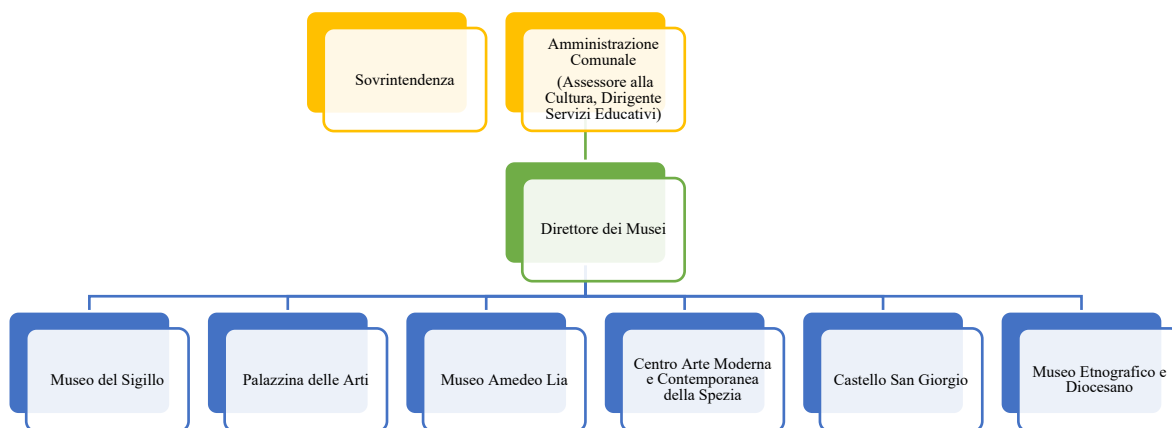 Sovrintendenza
Amministrazione
Comunale
(Assessore alla
Cultura, Dirigente
Servizi Educativi)
Direttore dei Musei
Museo del Sigillo
Palazzina delle Arti
Museo Amedeo Lia
Centro Arte Moderna
e Contemporanea
della Spezia
Castello San Giorgio
Museo Etnografico e
Diocesano